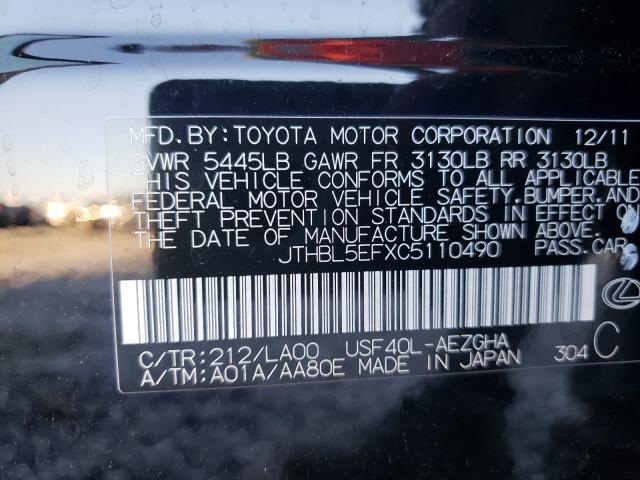 MFD.BY:TOYOTA MOTOR CORPORATION 12/11
GVWR 5445LB GAWR FR 3130LB RR 3130LB
THIS VEHICLE CONFORMS TO ALL APPLICABLE
FEDERAL MOTOR VEHICLE SAFETY.BUMPER.AND
THEFT PREVENTION STANDARDS IN EFFECT
THE DATE OF MANUFACTURE SHOWN ABOVE.
JTHBL5EFXC5110490 PASS.CAR
C/TR:212/LA00 USF40L-AEZGHA
A/TM:A01A/AA80E MADE IN JAPAN 304 C